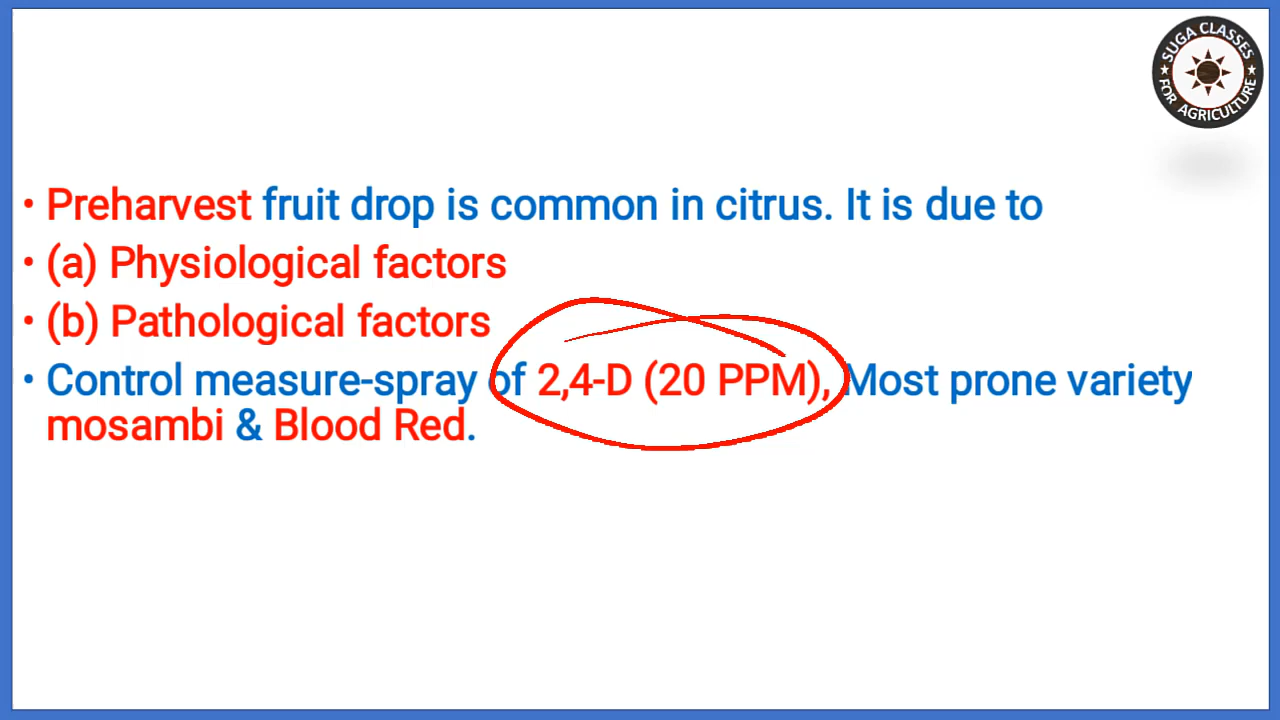 SUGA CLASSES
FOR AGRICULTURE
• Preharvest fruit drop is common in citrus. It is due to
• (a) Physiological factors
• (b) Pathological factors
• Control measure-spray of 2,4-D (20 PPM), Most prone variety
mosambi & Blood Red.